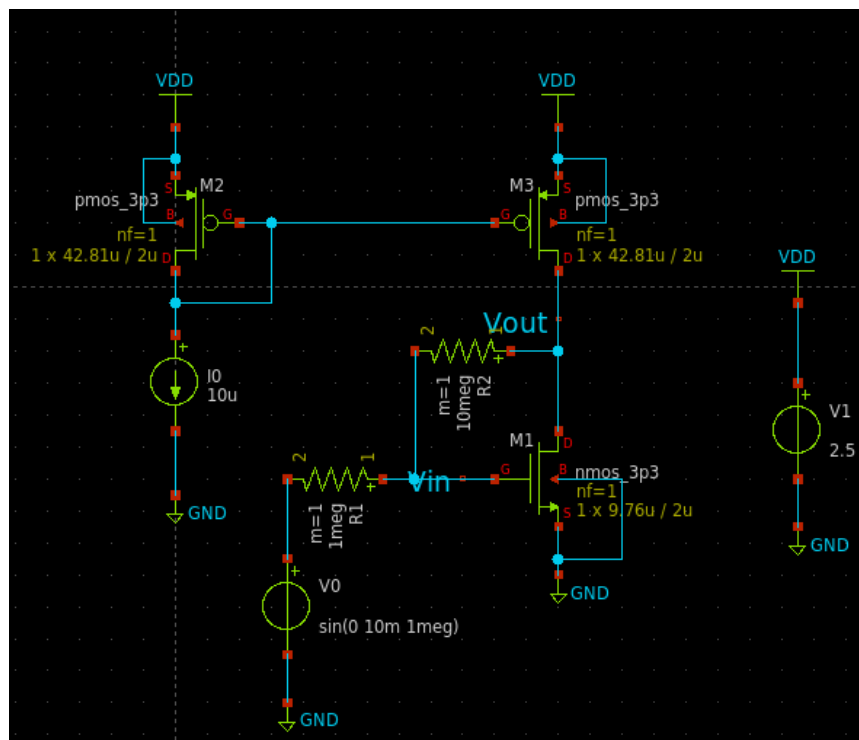 VDD
VDD
S
M2
pmos_3p3
B
G
nf=1
1 x 42.81u / 2u
D
M3
S
pmos_3p3
G
B
nf=1
D
1 x 42.81u / 2u
VDD
Vout
2
1
+
m=1
10meg
R2
+
I0
10u
GND
+
V1
2.5
GND
M1
D
nmos_3p3
G
B
nf=1
1 x 9.76u / 2u
S
GND
2
1
+
m=1
1meg
R1
Vin
+
V0
sin(0 10m 1meg)
GND